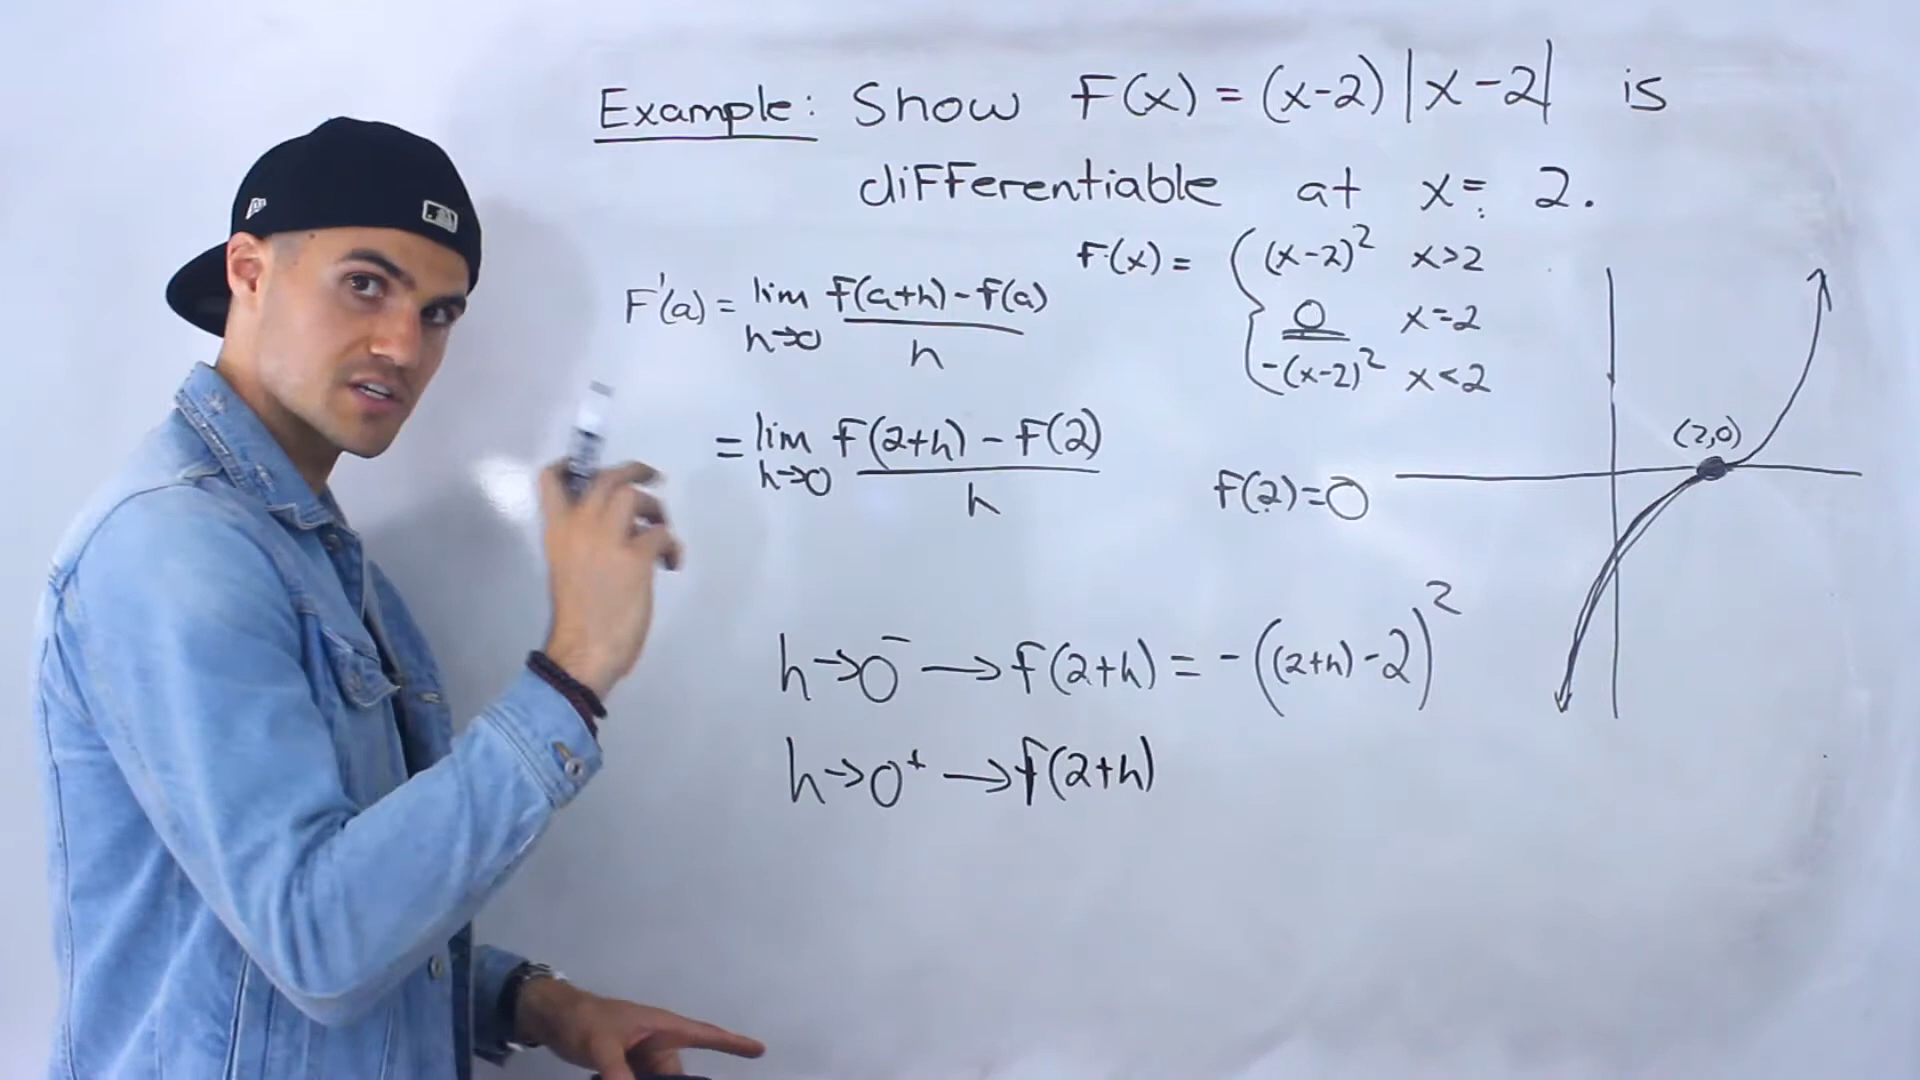 Example: Show F(x) = (x-2) |x-2| is
differentiable at x = 2.
F(x) = { (x-2)² x>2
0 x=2
-(x-2)² x<2
F'(a) = lim h→0 f(a+h) - f(a) / h
= lim h→0 f(2+h) - F(2) / h
(2,0)
f(2)=0
h→0⁻ → f(2+h) = -((2+h)-2)²
h→0⁺ → f(2+h)